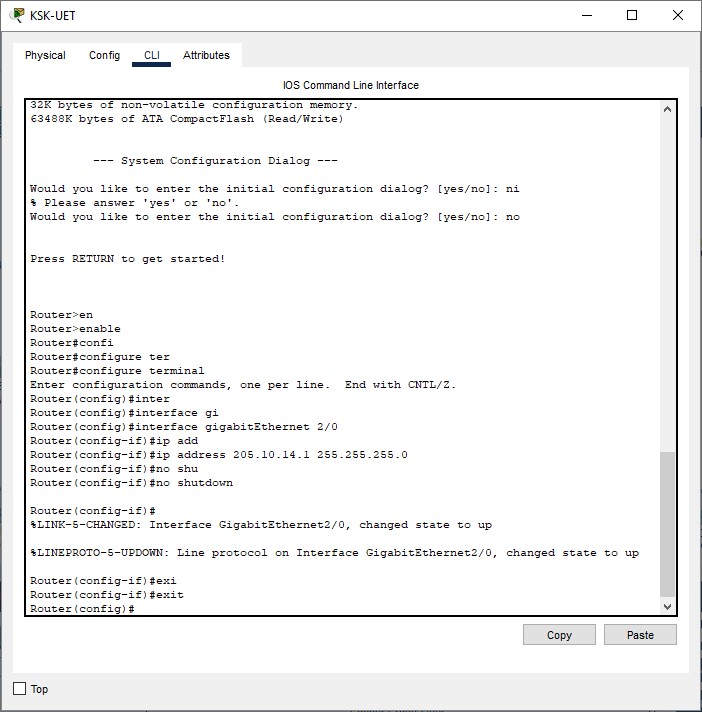 KSK-UET
Physical Config CLI Attributes
IOS Command Line Interface
32K bytes of non-volatile configuration memory.
63488K bytes of ATA CompactFlash (Read/Write)
--- System Configuration Dialog ---
Would you like to enter the initial configuration dialog? [yes/no]: ni
% Please answer 'yes' or 'no'.
Would you like to enter the initial configuration dialog? [yes/no]: no
Press RETURN to get started!
Router>en
Router>enable
Router#confi
Router#configure ter
Router#configure terminal
Enter configuration commands, one per line.  End with CNTL/Z.
Router(config)#inter
Router(config)#interface gi
Router(config)#interface gigabitEthernet 2/0
Router(config-if)#ip add
Router(config-if)#ip address 205.10.14.1 255.255.255.0
Router(config-if)#no shu
Router(config-if)#no shutdown
Router(config-if)#
%LINK-5-CHANGED: Interface GigabitEthernet2/0, changed state to up
%LINEPROTO-5-UPDOWN: Line protocol on Interface GigabitEthernet2/0, changed state to up
Router(config-if)#exi
Router(config-if)#exit
Router(config)#
Copy Paste
Top